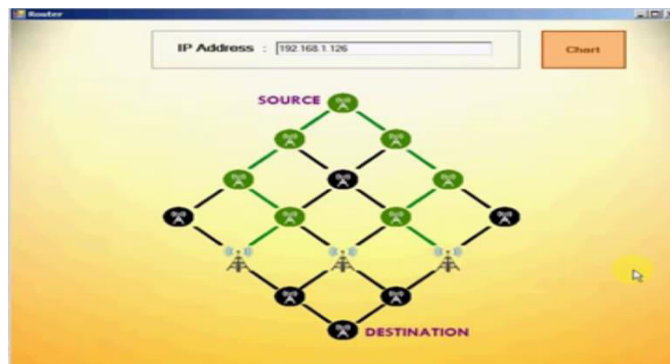 Router
IP Address : 192.168.1.126
Chart
SOURCE
DESTINATION